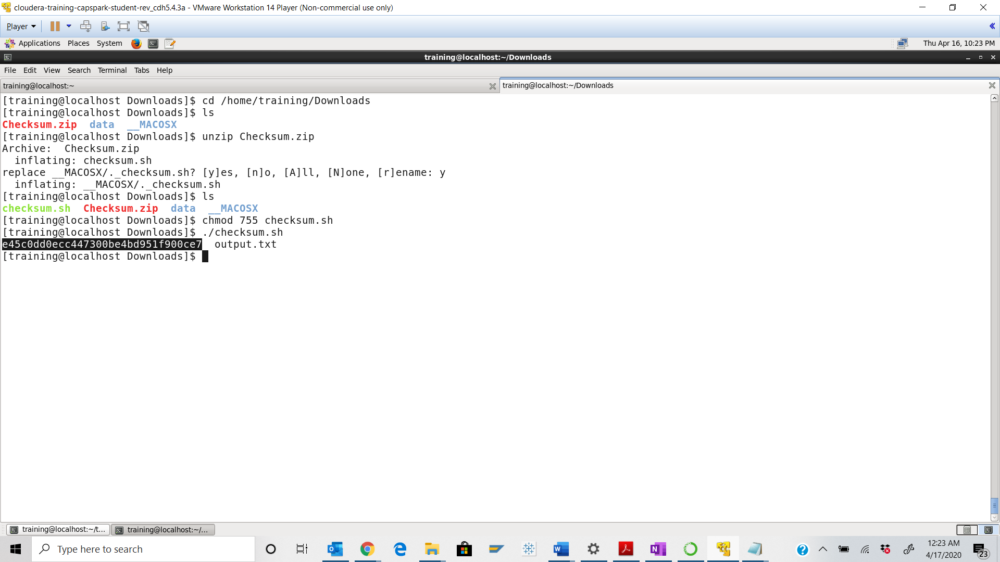 cloudera-training-capspark-student-rev_cdh5.4.3a - VMware Workstation 14 Player (Non-commercial use only)
Player
Applications Places System Thu Apr 16, 10:23 PM
training@localhost:~/Downloads
File Edit View Search Terminal Tabs Help
training@localhost:~ training@localhost:~/Downloads
[training@localhost Downloads]$ cd /home/training/Downloads
[training@localhost Downloads]$ ls
Checksum.zip data __MACOSX
[training@localhost Downloads]$ unzip Checksum.zip
Archive: Checksum.zip
inflating: checksum.sh
replace __MACOSX/._checksum.sh? [y]es, [n]o, [A]ll, [N]one, [r]ename: y
inflating: __MACOSX/._checksum.sh
[training@localhost Downloads]$ ls
checksum.sh Checksum.zip data __MACOSX
[training@localhost Downloads]$ chmod 755 checksum.sh
[training@localhost Downloads]$ ./checksum.sh
e45c0dd0ecc447300be4bd951f900ce7 output.txt
[training@localhost Downloads]$
training@localhost:~/t... training@localhost:~/...
Type here to search
12:23 AM
4/17/2020
23